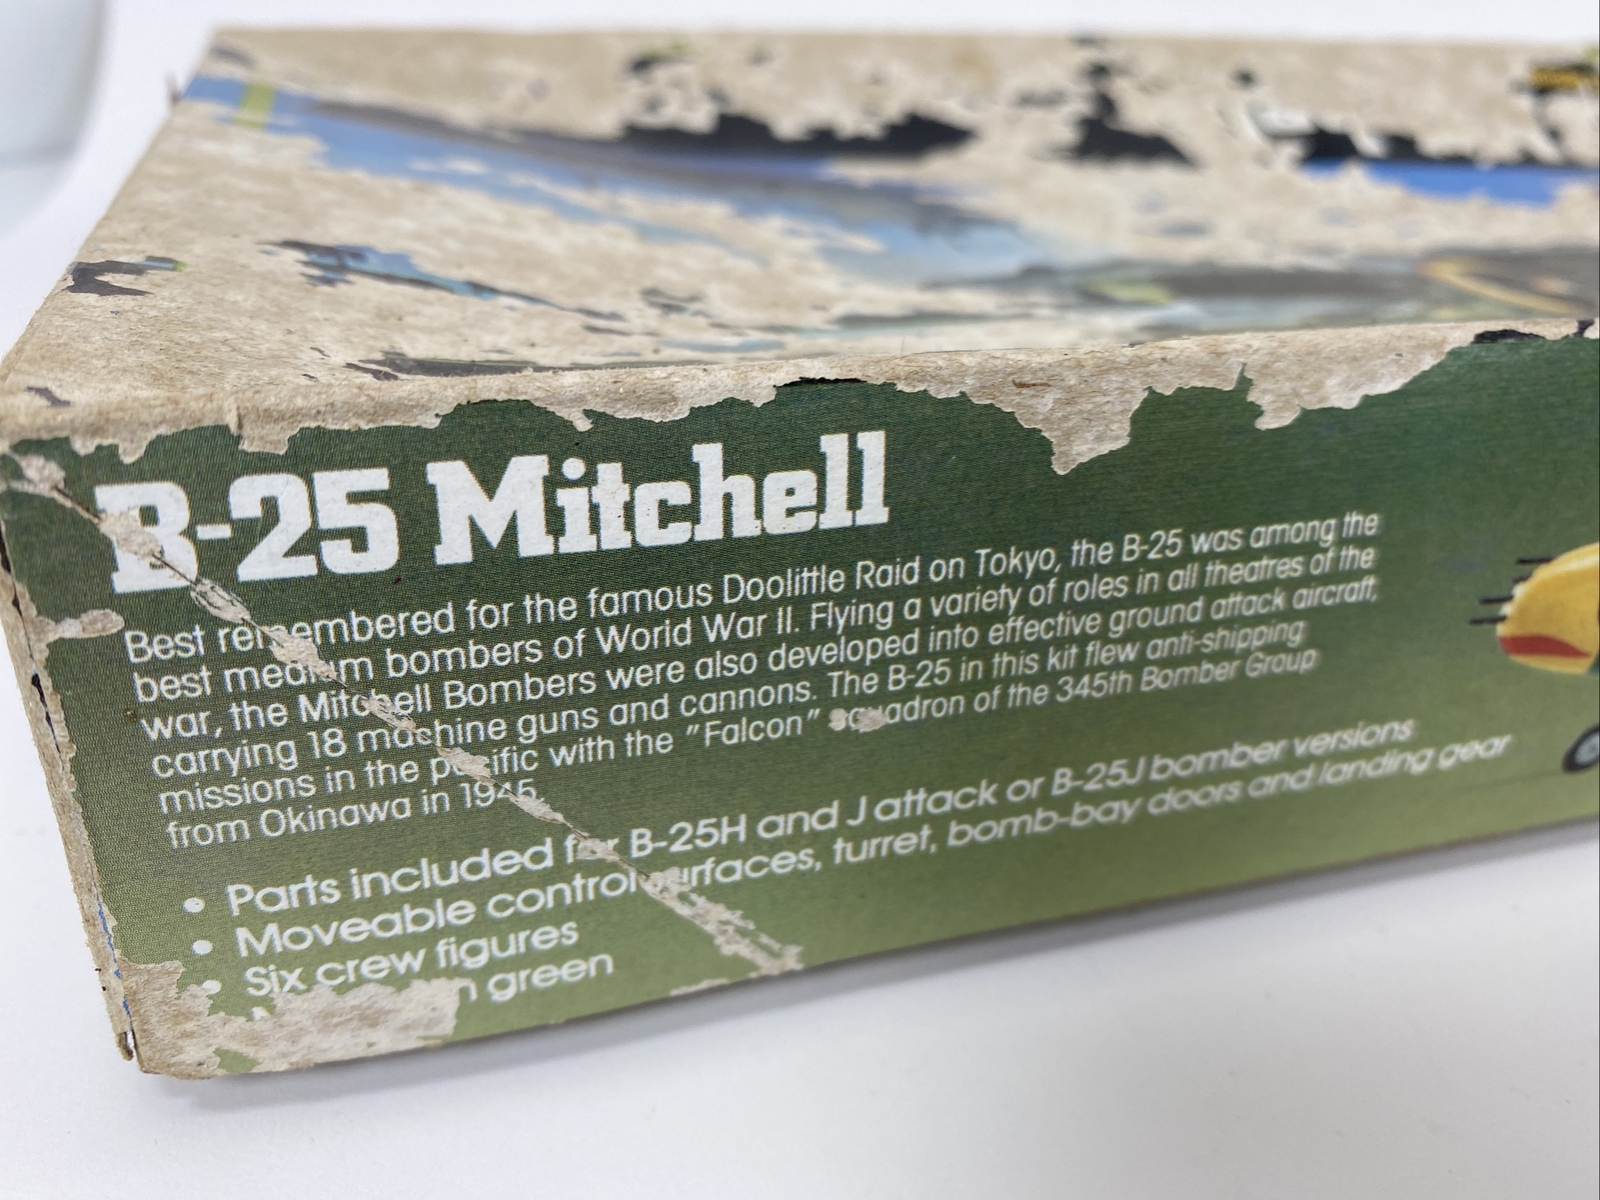 B-25 Mitchell
Best remembered for the famous Doolittle Raid on Tokyo, the B-25 was among the
best medium bombers of World War II. Flying a variety of roles in all theatres of the
war, the Mitchell Bombers were also developed into effective ground attack aircraft,
carrying 18 machine guns and cannons. The B-25 in this kit flew anti-shipping
missions in the pacific with the "Falcon" squadron of the 345th Bomber Group
from Okinawa in 1945.
• Parts included for B-25H and J attack or B-25J bomber versions
• Moveable control surfaces, turret, bomb-bay doors and landing gear
• Six crew figures
• green